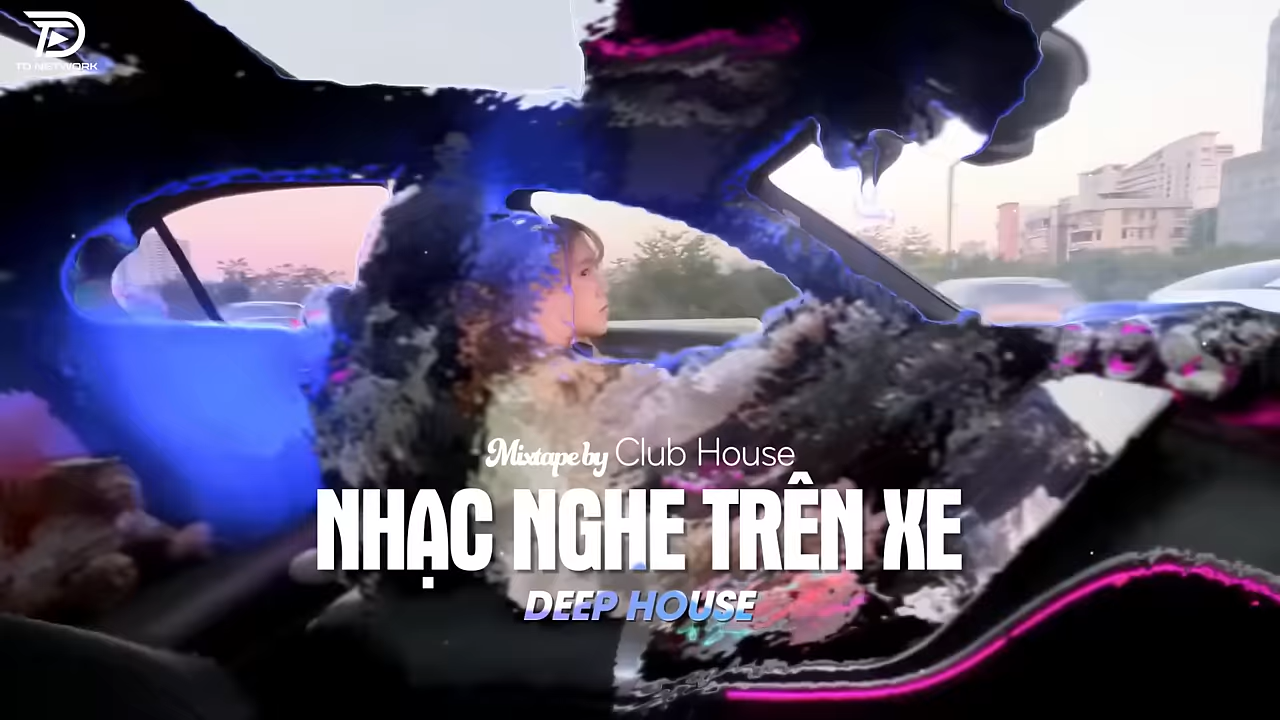 TD NETWORK
Mixtape by Club House
NHẠC NGHE TRÊN XE
DEEP HOUSE